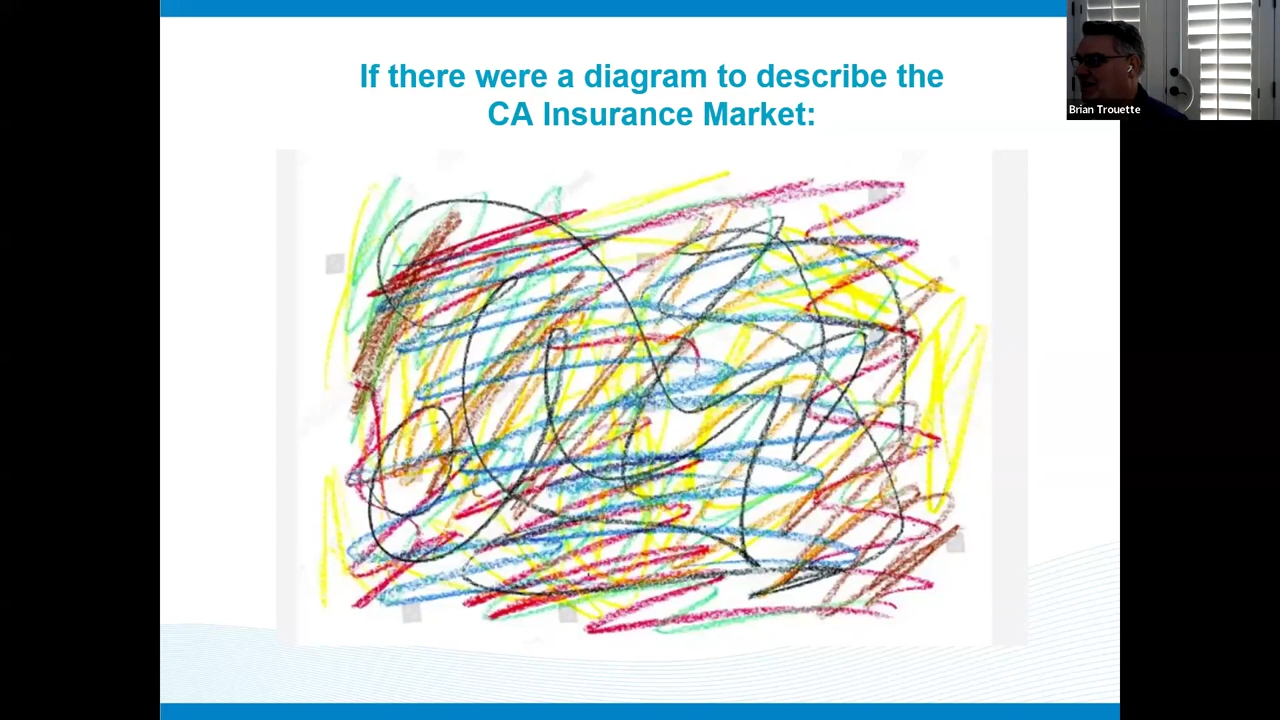 If there were a diagram to describe the
CA Insurance Market:
Brian Trouette